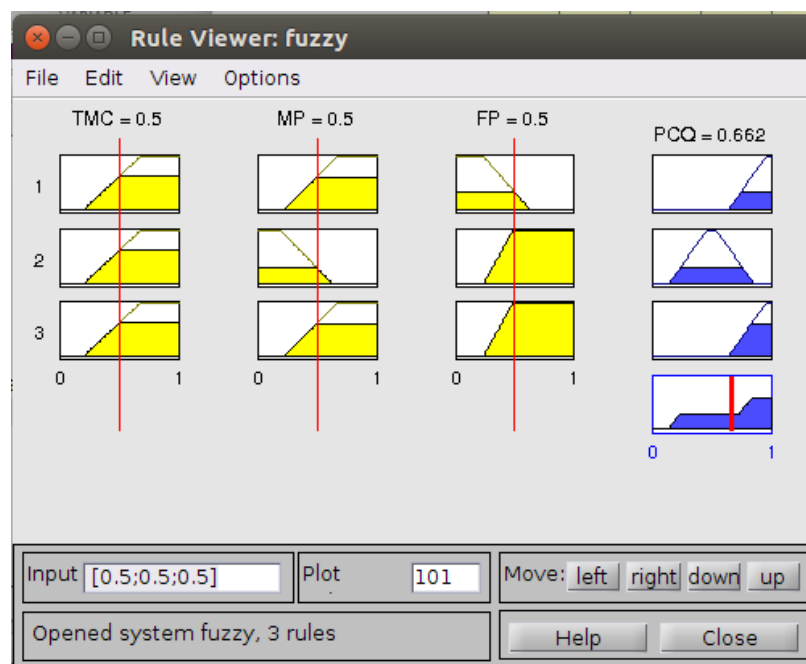 Rule Viewer: fuzzy
File Edit View Options
TMC = 0.5 MP = 0.5 FP = 0.5 PCQ = 0.662
1
2
3
0 1 0 1 0 1
0 1
Input [0.5;0.5;0.5] Plot 101 Move: left right down up
Opened system fuzzy, 3 rules Help Close